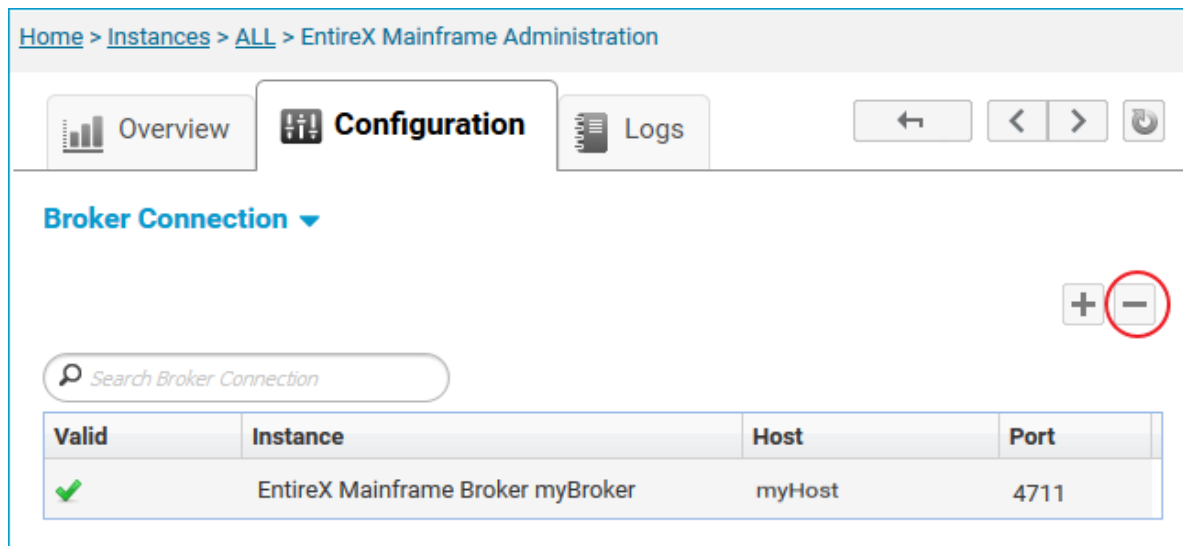 Home > Instances > ALL > EntireX Mainframe Administration
Overview Configuration Logs
Broker Connection
Search Broker Connection
Valid Instance Host Port
EntireX Mainframe Broker myBroker myHost 4711